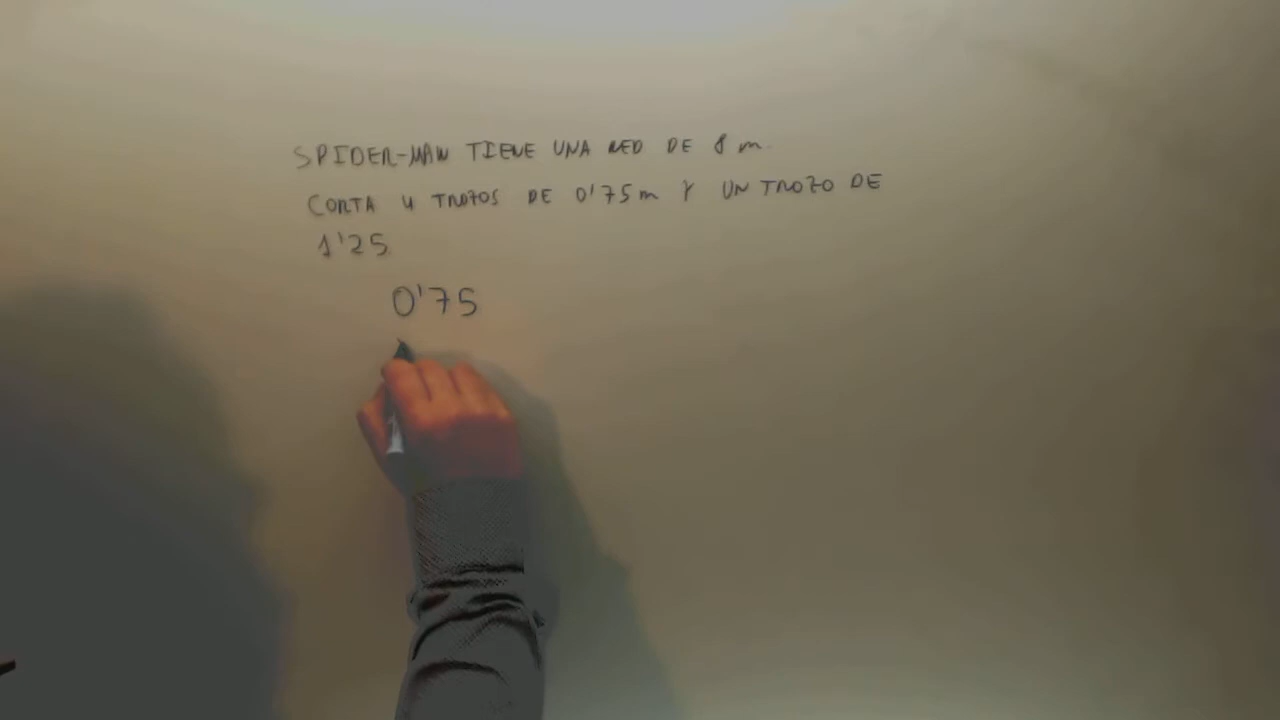 SPIDER-MAN TIENE UNA RED DE 8 m.
CORTA 4 TROZOS DE 0'75 m Y UN TROZO DE
1'25.
0'75